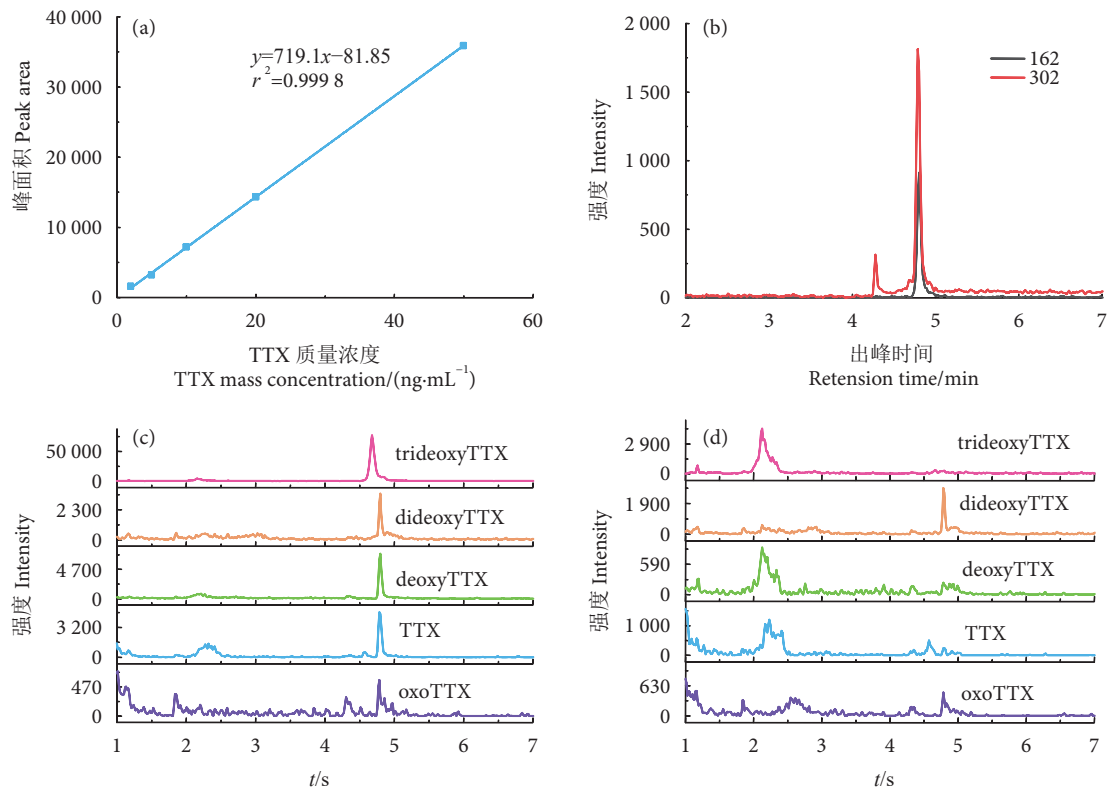 (a)
y=719.1x−81.85
r²=0.999 8
40 000
30 000
20 000
10 000
0
峰面积 Peak area
0 20 40 60
TTX 质量浓度
TTX mass concentration/(ng·mL⁻¹)
(b)
162
302
2 000
1 500
1 000
500
0
强度 Intensity
2 3 4 5 6 7
出峰时间
Retension time/min
(c)
50 000
0
trideoxyTTX
2 300
0
dideoxyTTX
4 700
0
deoxyTTX
3 200
0
TTX
470
0
oxoTTX
强度 Intensity
1 2 3 4 5 6 7
t/s
(d)
2 900
0
trideoxyTTX
1 900
0
dideoxyTTX
590
0
deoxyTTX
1 000
0
TTX
630
0
oxoTTX
强度 Intensity
1 2 3 4 5 6 7
t/s